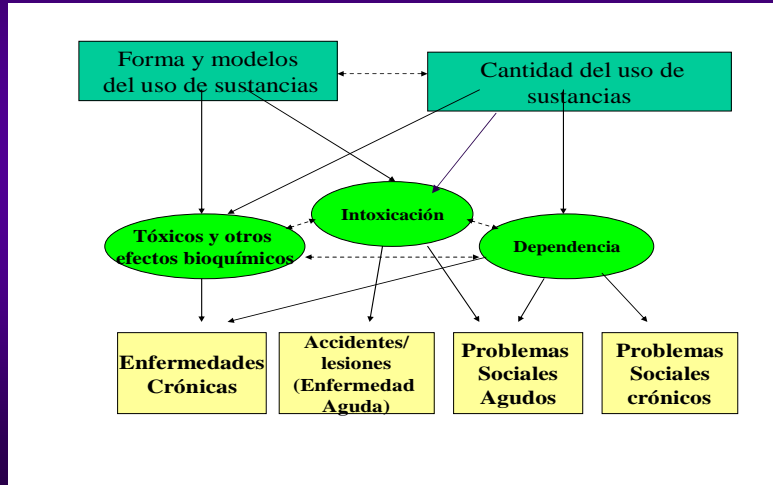 Forma y modelos
del uso de sustancias
Cantidad del uso de
sustancias
Intoxicación
Tóxicos y otros
efectos bioquímicos
Dependencia
Enfermedades
Crónicas
Accidentes/
lesiones
(Enfermedad
Aguda)
Problemas
Sociales
Agudos
Problemas
Sociales
crónicos